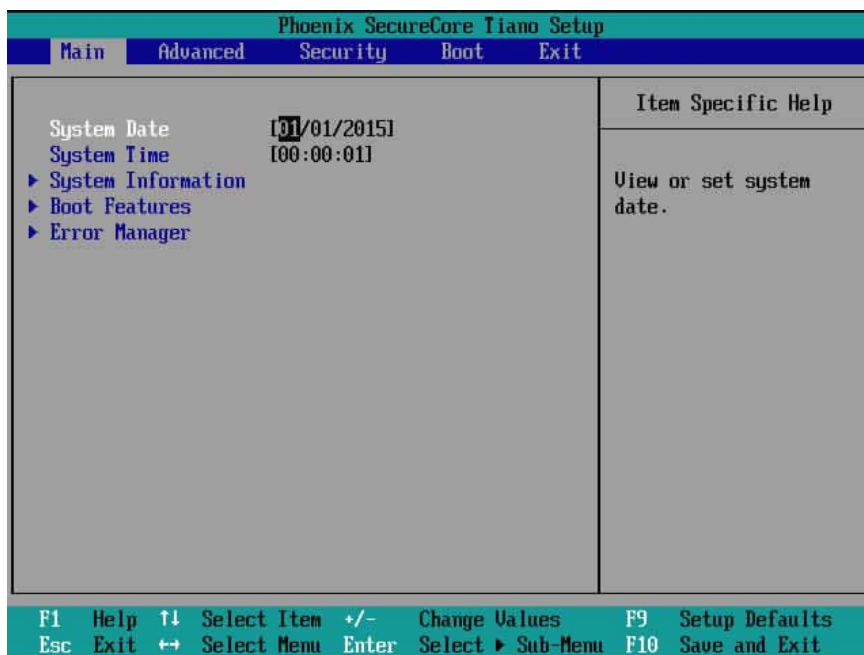 Phoenix SecureCore Tiano Setup
Main Advanced Security Boot Exit
System Date [01/01/2015]
System Time [00:00:01]
▶ System Information
▶ Boot Features
▶ Error Manager
Item Specific Help
View or set system
date.
F1 Help ↑↓ Select Item +/- Change Values F9 Setup Defaults
Esc Exit ↔ Select Menu Enter Select ▶ Sub-Menu F10 Save and Exit